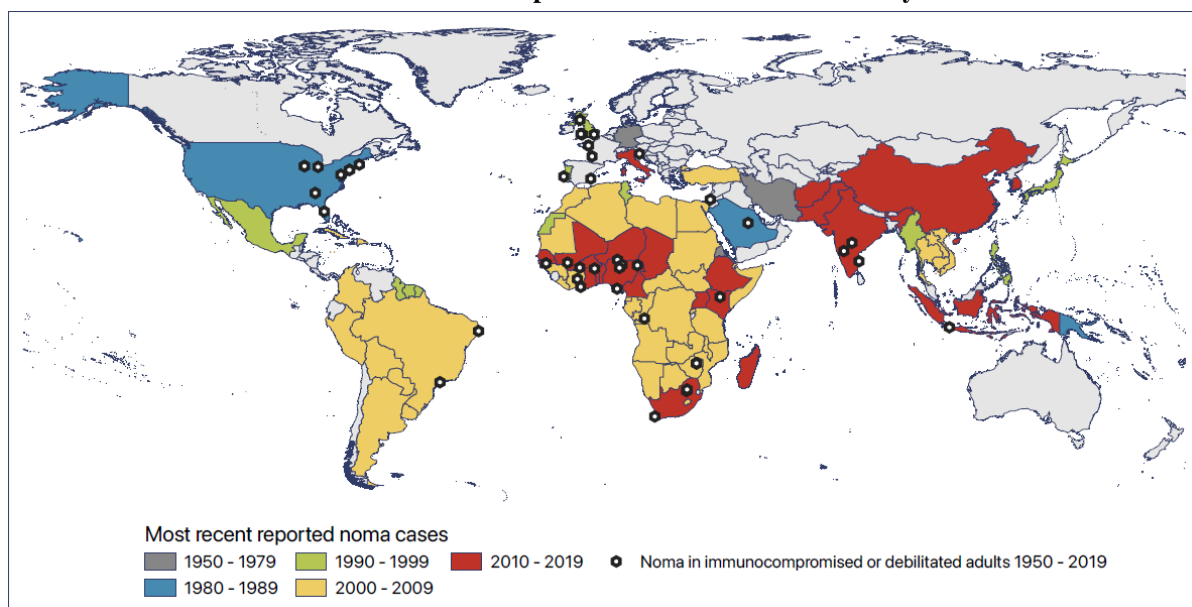 Most recent reported noma cases
1950 - 1979
1990 - 1999
2010 - 2019
Noma in immunocompromised or debilitated adults 1950 - 2019
1980 - 1989
2000 - 2009